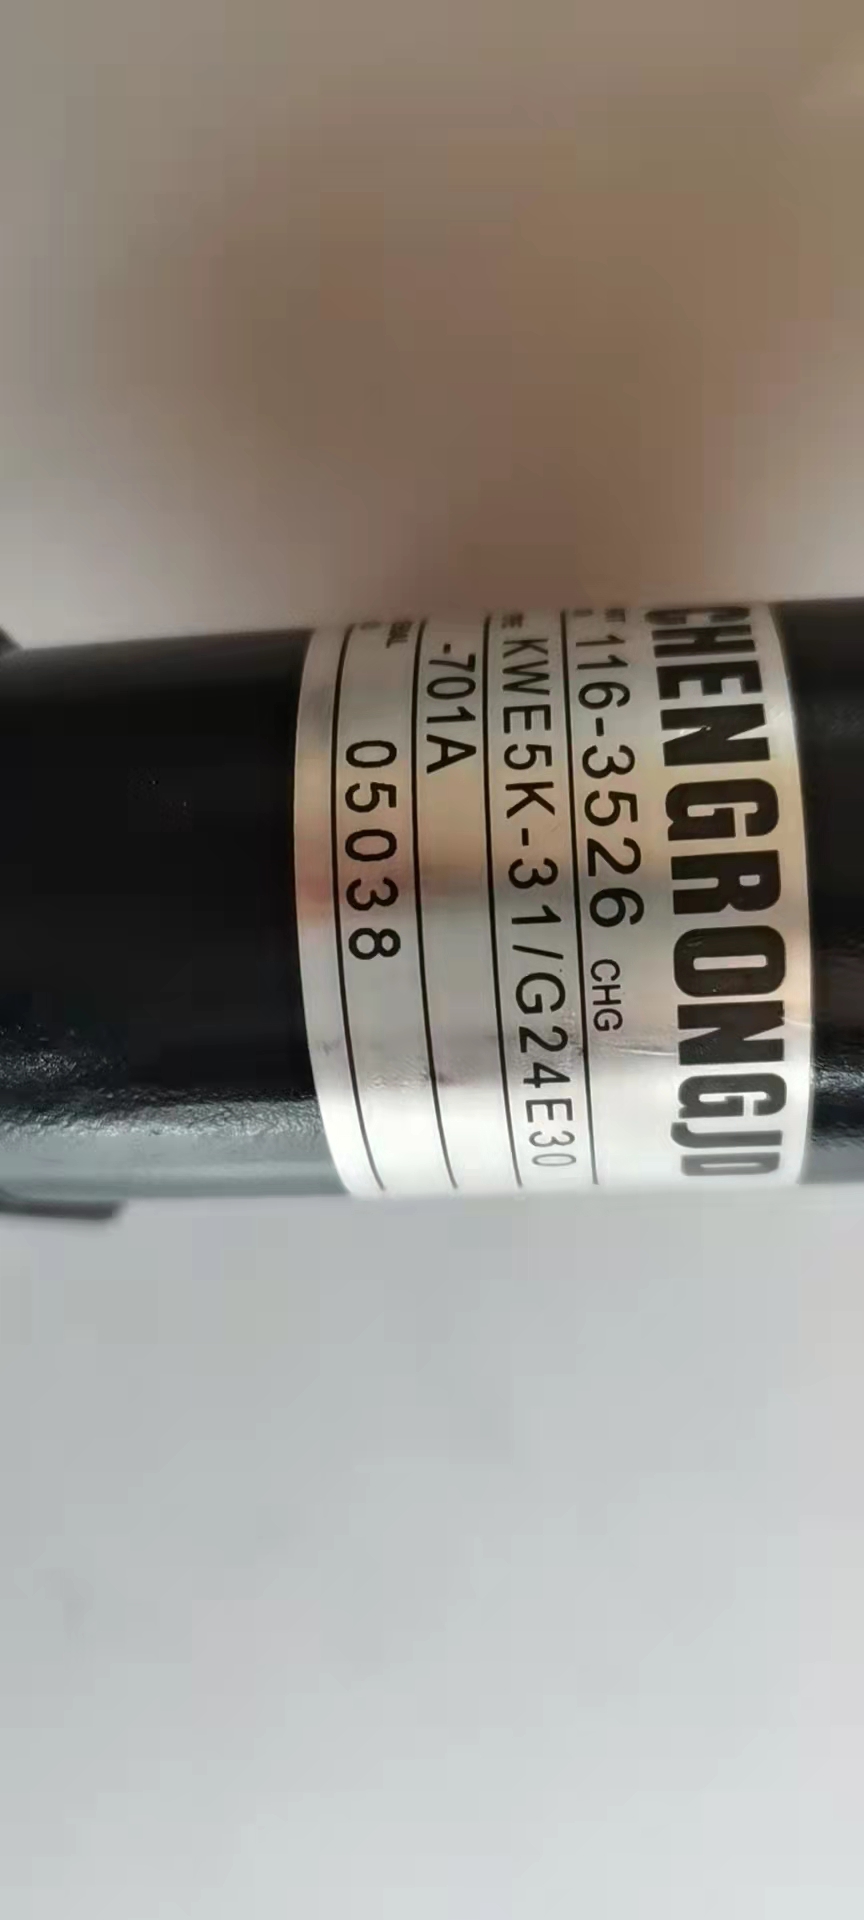 CHENGRONGJD
116-3526 CHG
KWE5K-31/G24E30
-701A
05038